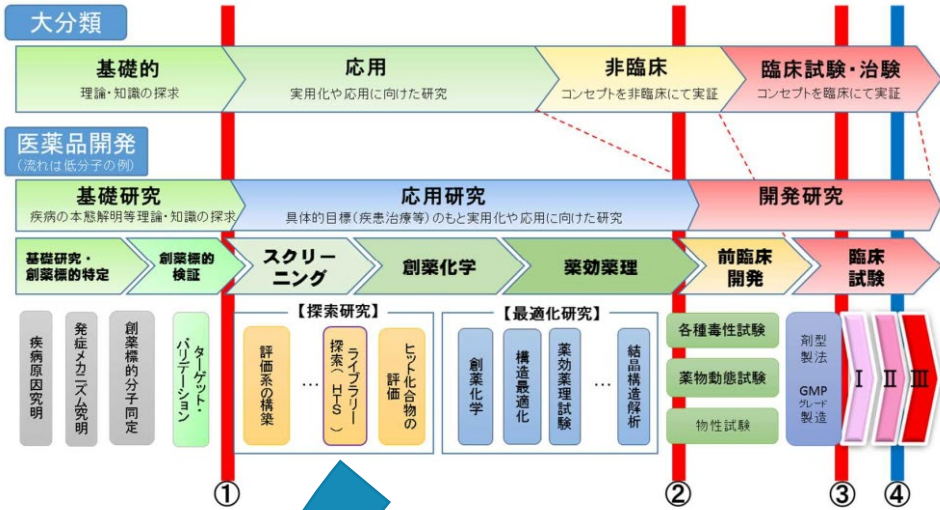 大分類
基礎的
理論・知識の探求
応用
実用化や応用に向けた研究
非臨床
コンセプトを非臨床にて実証
臨床試験・治験
コンセプトを臨床にて実証
医薬品開発
(流れは低分子の例)
基礎研究
疾病の本態解明等理論・知識の探求
応用研究
具体的目標(疾患治療等)のもと実用化や応用に向けた研究
開発研究
基礎研究・
創薬標的特定
創薬標的
検証
スクリー
ニング
創薬化学
薬効薬理
前臨床
開発
臨床
試験
疾病原因究明
発症メカニズム究明
創薬標的分子同定
ターゲット・
バリデーション
【探索研究】
評価系の構築
…
ライブラリー
探索(HTS)
ヒット化合物の
評価
【最適化研究】
創薬化学
構造最適化
薬効薬理試験
…
結晶構造解析
各種毒性試験
薬物動態試験
物性試験
剤型
製法
GMP
グレード
製造
Ⅰ
Ⅱ
Ⅲ
①
②
③
④